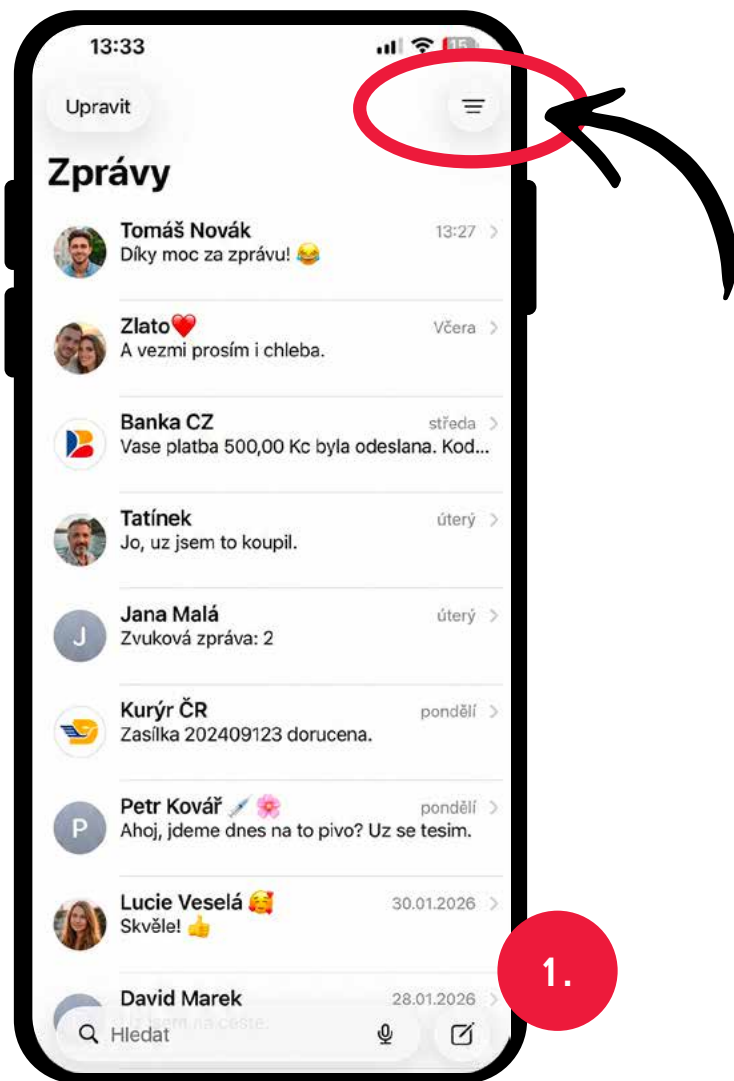 13:33
15
Upravit
Zprávy
Tomáš Novák 13:27
Díky moc za zprávu! 😂
Zlato❤️ Včera
A vezmi prosím i chleba.
Banka CZ středa
Vase platba 500,00 Kc byla odeslana. Kod...
Tatínek úterý
Jo, uz jsem to koupil.
Jana Malá úterý
J
Zvuková zpráva: 2
Kurýr ČR pondělí
Zasílka 202409123 dorucena.
Petr Kovář 💉 🌸 pondělí
P
Ahoj, jdeme dnes na to pivo? Uz se tesim.
Lucie Veselá 🥰 30.01.2026
Skvěle! 👍
1.
David Marek 28.01.2026
jsem na ceste.
Hledat